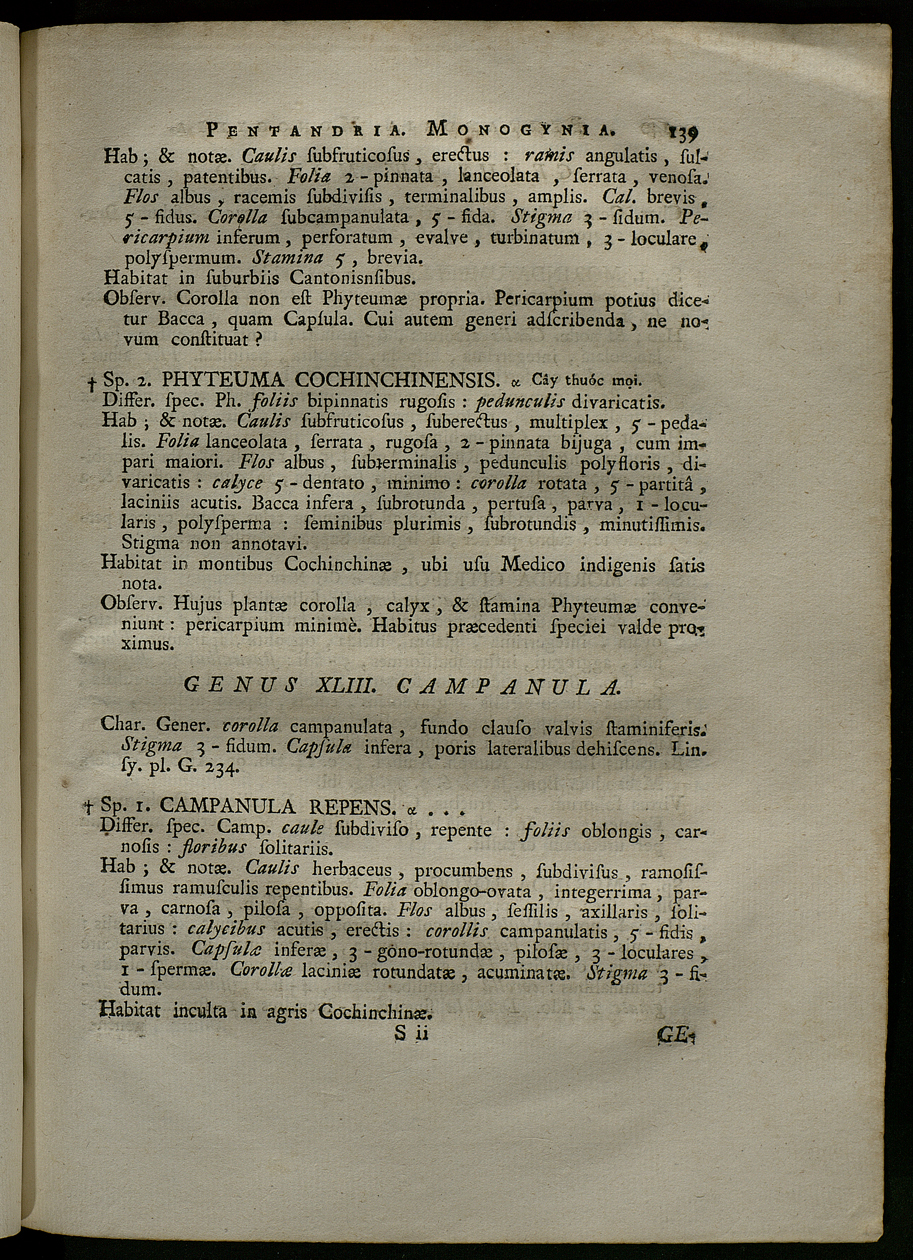 PENTANDRIA. MONOGYNIA. 139
Hab; & notæ. Caulis ſubfruticoſus, erectus : ramis angulatis, ſul-
catis, patentibus. Folia 2-pinnata, lanceolata, ſerrata, venoſa.
Flos albus, racemis ſubdiviſis, terminalibus, amplis. Cal. brevis,
5-fidus. Corolla ſubcampanulata, 5-fida. Stigma 3-fidum. Pe-
ricarpium inferum, perforatum, evalve, turbinatum, 3-loculare,
polyſpermum. Stamina 5, brevia.
Habitat in ſuburbiis Cantonisnſibus.
Obſerv. Corolla non eſt Phyteumæ propria. Pericarpium potius dice-
tur Bacca, quam Capſula. Cui autem generi adſcribenda, ne no-
vum conſtituat ?
† Sp. 2. PHYTEUMA COCHINCHINENSIS. α Cây thuóc mọi.
Differ. ſpec. Ph. foliis bipinnatis rugoſis : pedunculis divaricatis.
Hab; & notæ. Caulis ſubfruticoſus, ſuberectus, multiplex, 5-peda-
lis. Folia lanceolata, ſerrata, rugoſa, 2-pinnata bijuga, cum im-
pari maiori. Flos albus, ſubterminalis, pedunculis polyfloris, di-
varicatis : calyce 5-dentato, minimo : corolla rotata, 5-partitâ,
laciniis acutis. Bacca infera, ſubrotunda, pertuſa, parva, 1-locu-
laris, polyſperma : ſeminibus plurimis, ſubrotundis, minutiſſimis.
Stigma non annotavi.
Habitat in montibus Cochinchinæ, ubi uſu Medico indigenis ſatis
nota.
Obſerv. Hujus plantæ corolla, calyx, & ſtamina Phyteumæ conve-
niunt : pericarpium minimè. Habitus præcedenti ſpeciei valde pro-
ximus.
GENUS XLIII. CAMPANULA.
Char. Gener. corolla campanulata, fundo clauſo valvis ſtaminiferis.
Stigma 3-fidum. Capſula infera, poris lateralibus dehiſcens. Lin.
ſy. pl. G. 234.
† Sp. 1. CAMPANULA REPENS. α . . .
Differ. ſpec. Camp. caule ſubdiviſo, repente : foliis oblongis, car-
noſis : floribus ſolitariis.
Hab; & notæ. Caulis herbaceus, procumbens, ſubdiviſus, ramoſiſ-
ſimus ramuſculis repentibus. Folia oblongo-ovata, integerrima, par-
va, carnoſa, piloſa, oppoſita. Flos albus, ſeſſilis, axillaris, ſoli-
tarius : calycibus acutis, erectis : corollis campanulatis, 5-fidis,
parvis. Capſulæ inferæ, 3-gôno-rotundæ, piloſæ, 3-loculares,
1-ſpermæ. Corollæ laciniæ rotundatæ, acuminatæ. Stigma 3-fi-
dum.
Habitat inculta in agris Cochinchinæ.
S ii GE-